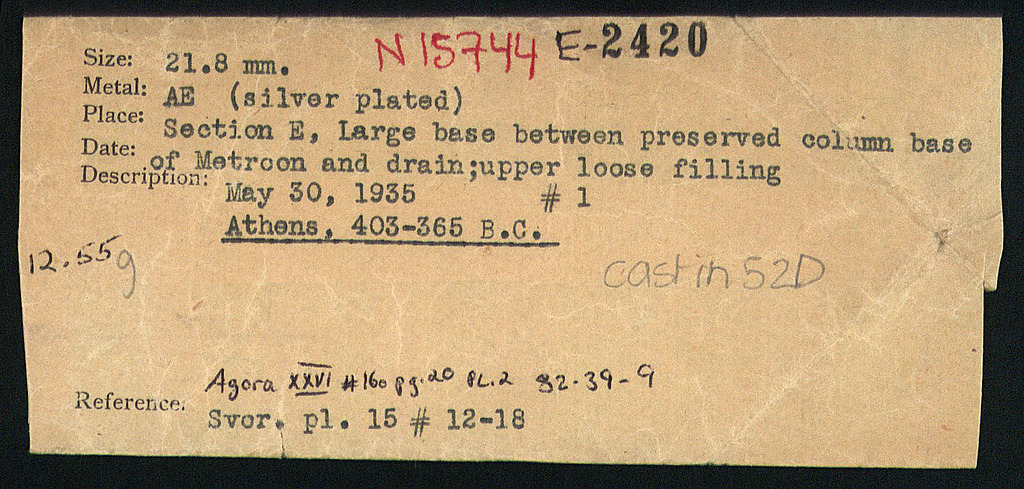 N 15744 E-2420
Size: 21.8 mm.
Metal: AE (silver plated)
Place: Section E, Large base between preserved column base
Date: of Metroon and drain;upper loose filling
Description: May 30, 1935 # 1
Athens, 403-365 B.C.
12.55g
cast in 52D
Agora XXVI #160 pg.20 PL.2 82-39-9
Reference: Svor. pl. 15 # 12-18